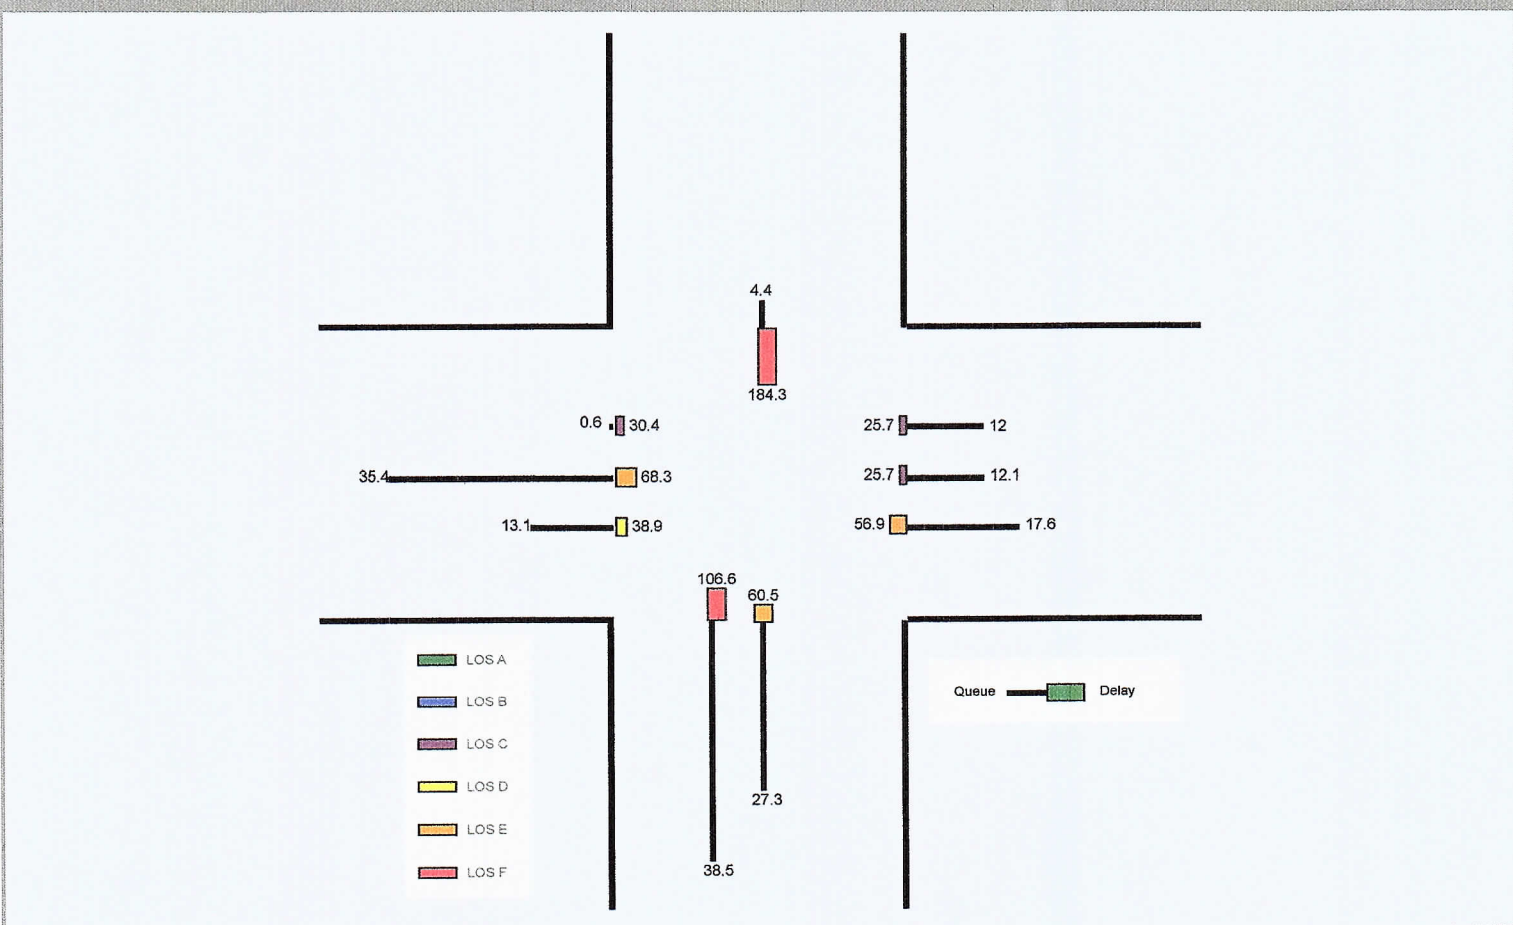 4.4
184.3
0.6 30.4
25.7 12
35.4 68.3
25.7 12.1
13.1 38.9
56.9 17.6
106.6
60.5
LOS A
LOS B
LOS C
LOS D
LOS E
LOS F
Queue Delay
27.3
38.5